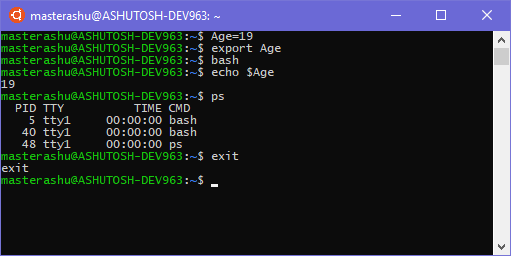 masterashu@ASHUTOSH-DEV963: ~
masterashu@ASHUTOSH-DEV963:~$ Age=19
masterashu@ASHUTOSH-DEV963:~$ export Age
masterashu@ASHUTOSH-DEV963:~$ bash
masterashu@ASHUTOSH-DEV963:~$ echo $Age
19
masterashu@ASHUTOSH-DEV963:~$ ps
  PID TTY          TIME CMD
    5 tty1     00:00:00 bash
   40 tty1     00:00:00 bash
   48 tty1     00:00:00 ps
masterashu@ASHUTOSH-DEV963:~$ exit
exit
masterashu@ASHUTOSH-DEV963:~$